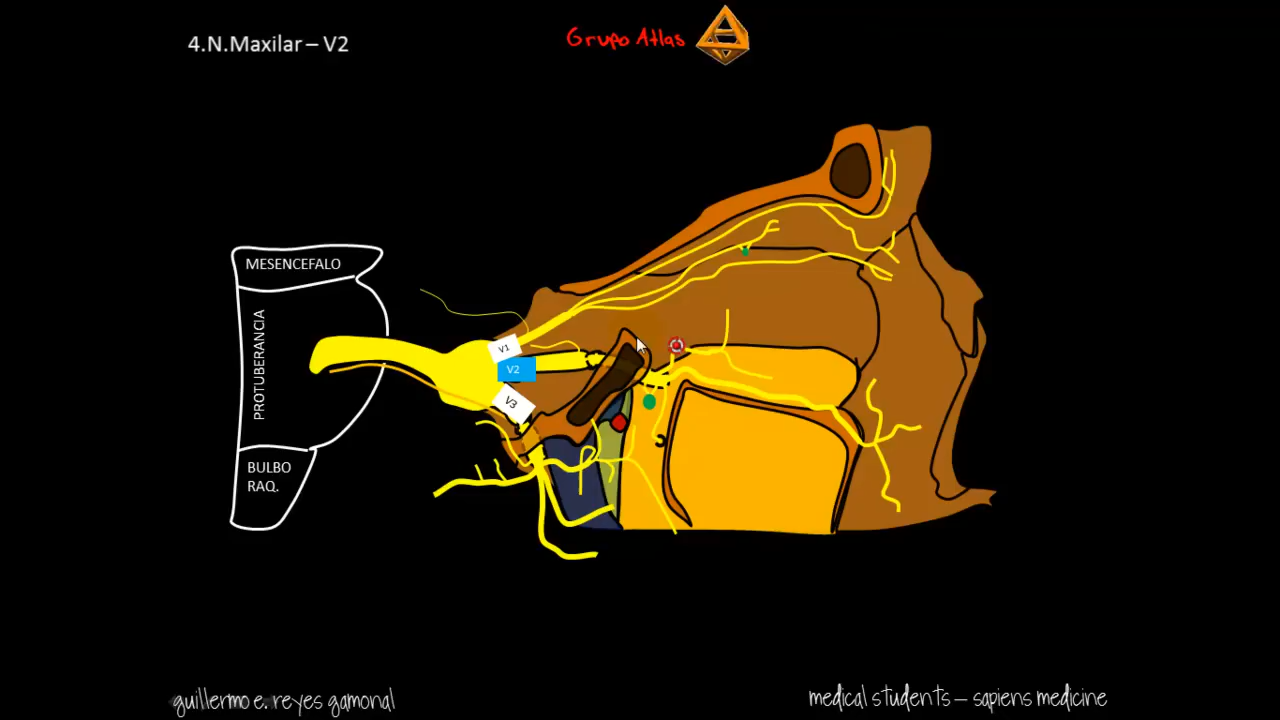 4.N.Maxilar – V2
Grupo Atlas
MESENCEFALO
PROTUBERANCIA
BULBO
RAQ.
V1
V2
V3
guillermo e. reyes gamonal
medical students – sapiens medicine